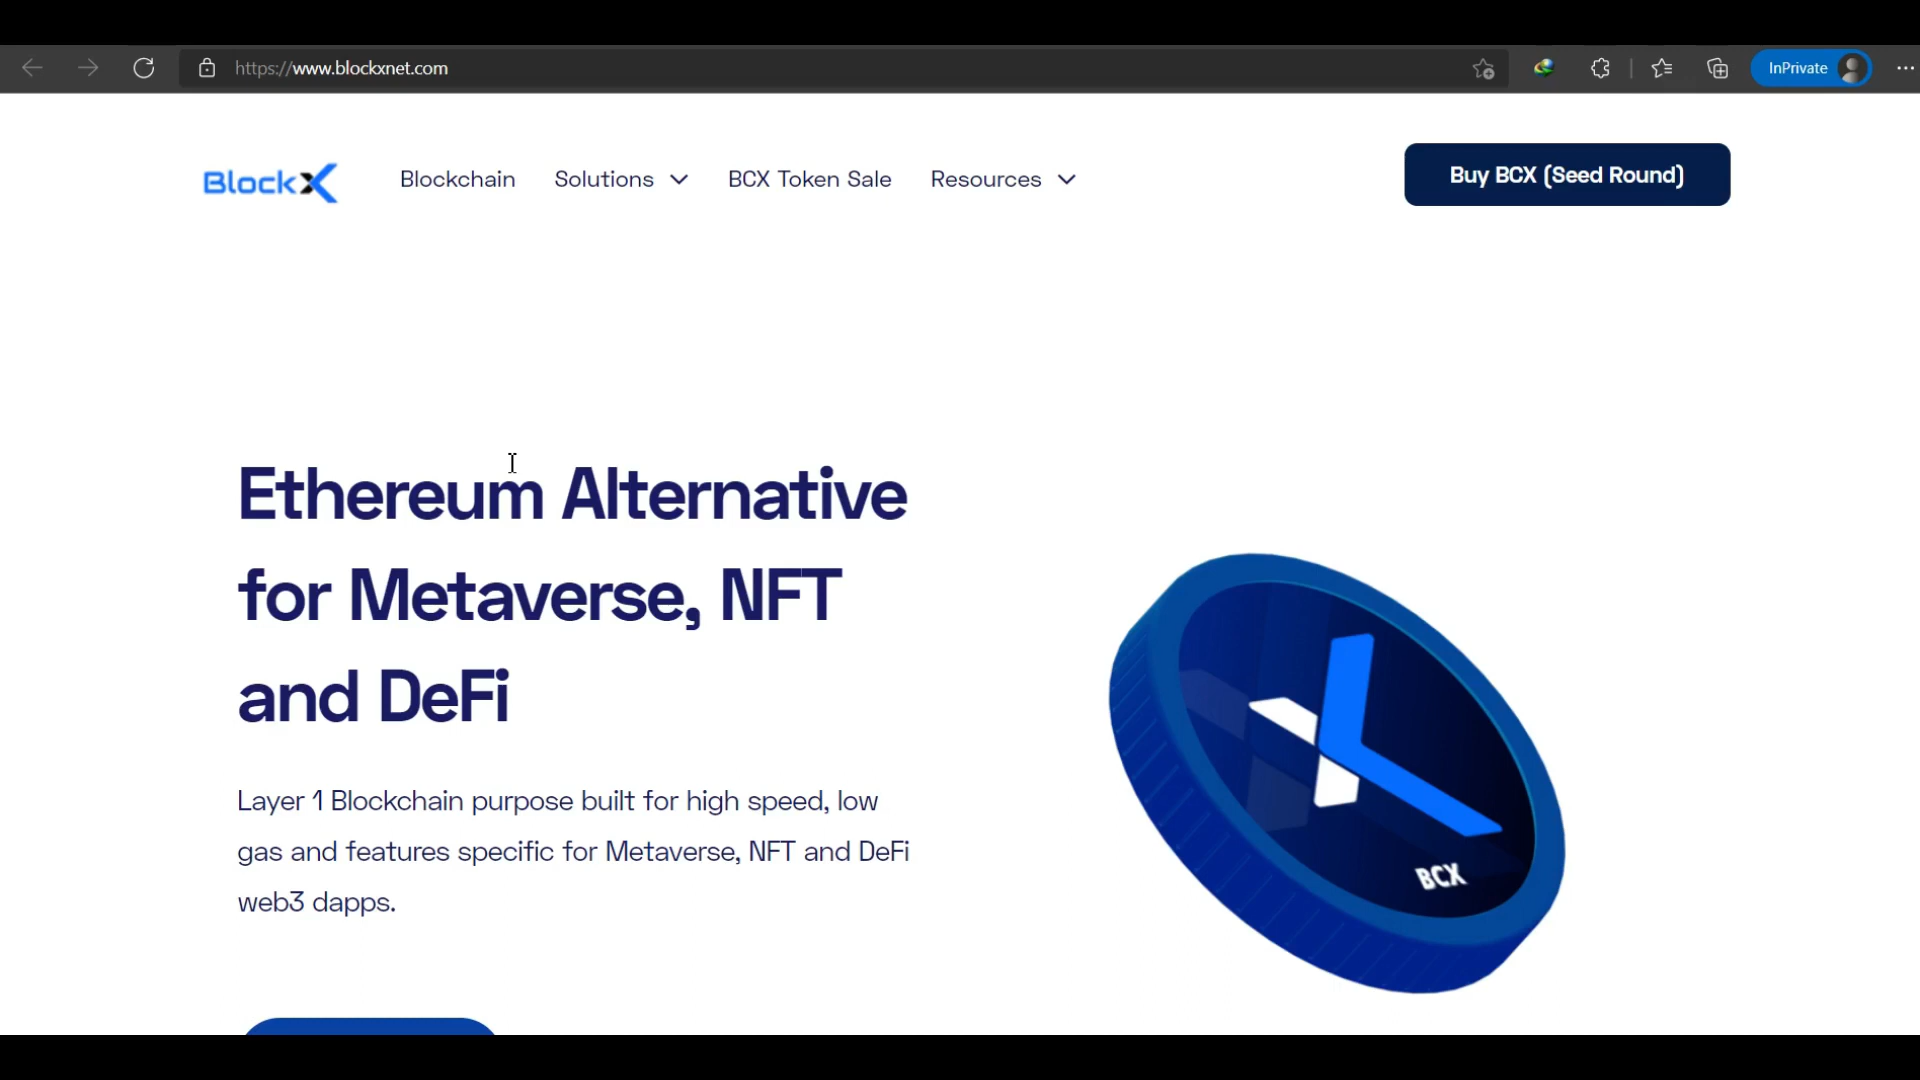 https://www.blockxnet.com
InPrivate
BlockX
Blockchain
Solutions
BCX Token Sale
Resources
Buy BCX (Seed Round)
Ethereum Alternative
for Metaverse, NFT
and DeFi
Layer 1 Blockchain purpose built for high speed, low
gas and features specific for Metaverse, NFT and DeFi
web3 dapps.
BCX